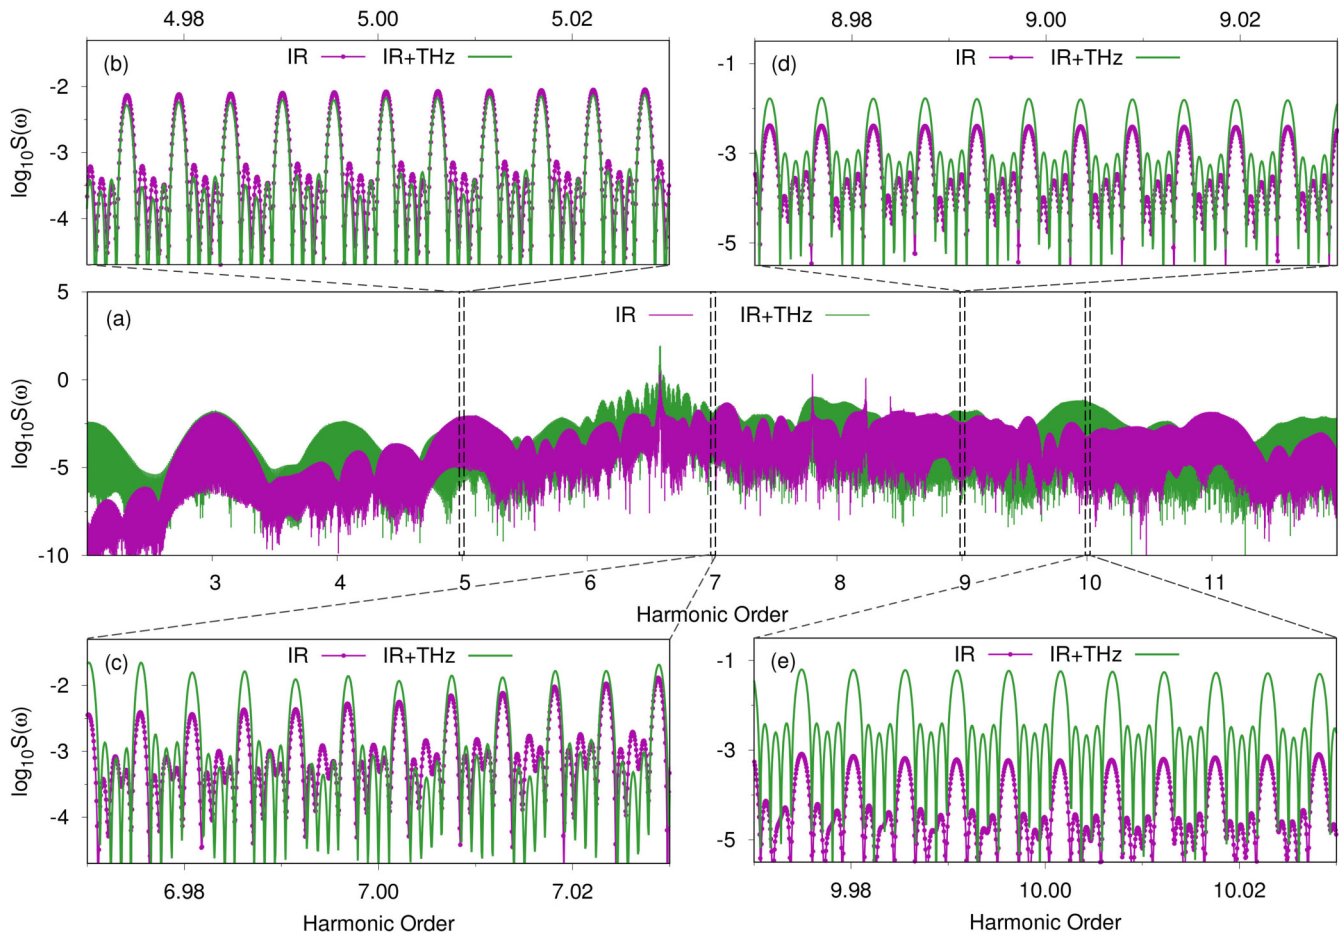 4.98 5.00 5.02
8.98 9.00 9.02
(b) IR IR+THz
(d) IR IR+THz
-2
-3
-4
log10S(ω)
-1
-3
-5
(a) IR IR+THz
5
0
-5
-10
log10S(ω)
3 4 5 6 7 8 9 10 11
Harmonic Order
(c) IR IR+THz
(e) IR IR+THz
-2
-3
-4
log10S(ω)
-1
-3
-5
6.98 7.00 7.02
9.98 10.00 10.02
Harmonic Order
Harmonic Order